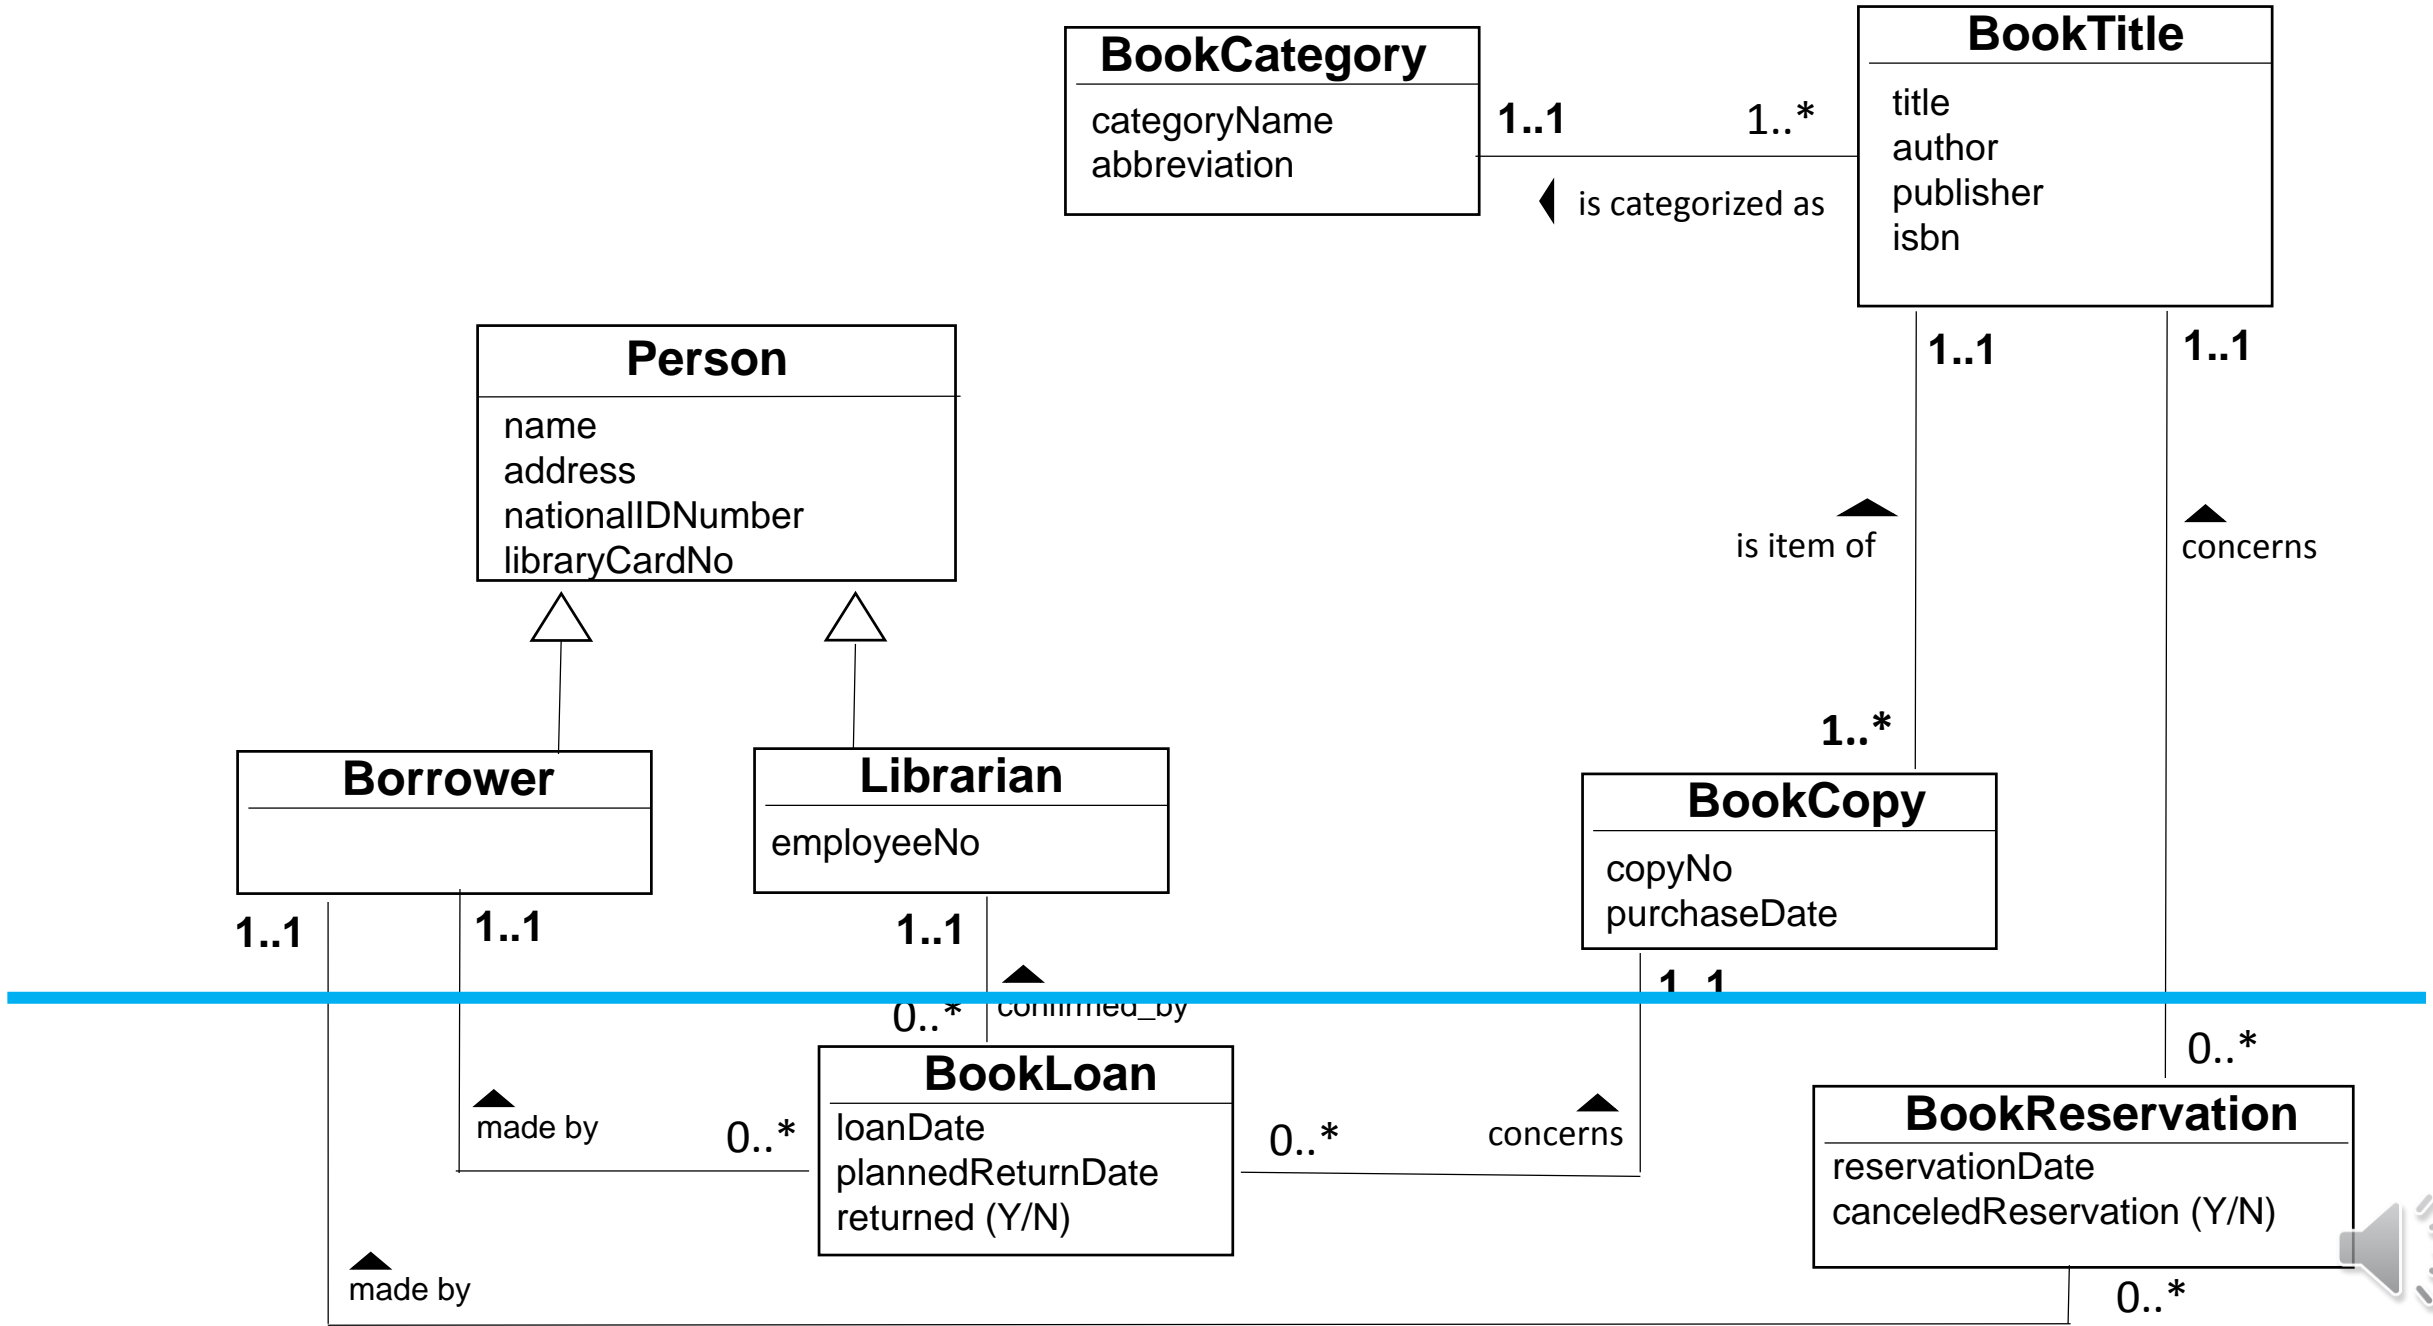 BookCategory
categoryName
abbreviation
1..1
1..*
is categorized as
BookTitle
title
author
publisher
isbn
1..1
1..1
Person
name
address
nationalIDNumber
libraryCardNo
is item of
concerns
1..*
Borrower
Librarian
employeeNo
BookCopy
copyNo
purchaseDate
1..1
1..1
1..1
1..1
0..*
confirmed_by
0..*
BookLoan
loanDate
plannedReturnDate
returned (Y/N)
made by
0..*
0..*
concerns
BookReservation
reservationDate
canceledReservation (Y/N)
made by
0..*